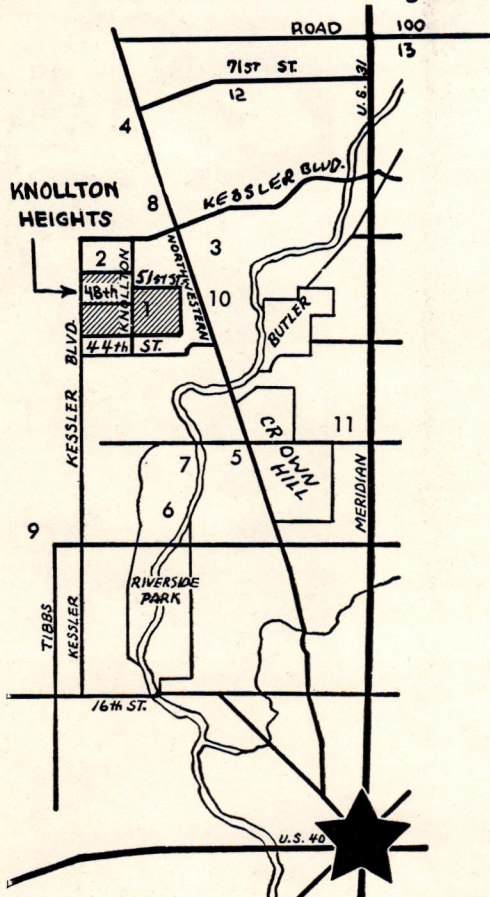 ROAD 100
13
71ST ST.
12
U.S. 31
4
KESSLER BLVD.
KNOLLTON
HEIGHTS
8
3
2
KNOLLTON
51ST ST
NORTHWESTERN
48th
1
10
BUTLER
44th ST.
KESSLER BLVD.
CROWN
HILL
11
7
5
6
MERIDIAN
9
RIVERSIDE
PARK
TIBBS
KESSLER
16th ST.
U.S. 40